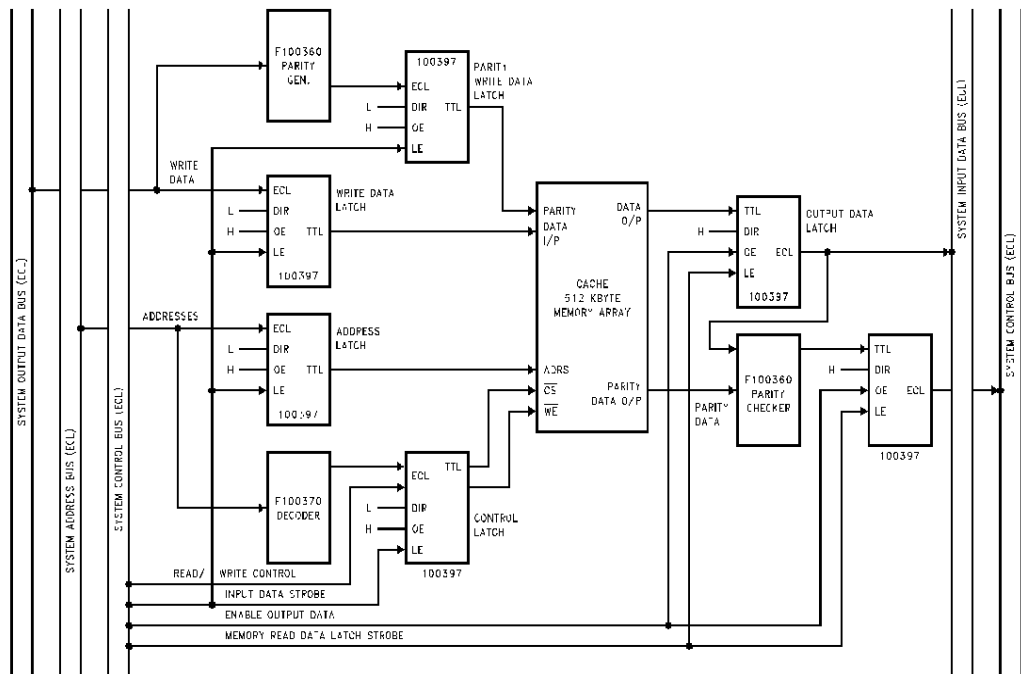 F100360
PARITY
GEN.
100397
ECL
DIR
OE
LE
TTL
L
H
PARITY
WRITE DATA
LATCH
WRITE
DATA
ECL
DIR
OE
LE
TTL
L
H
100397
WRITE DATA
LATCH
ADDRESSES
ECL
DIR
OE
LE
TTL
L
H
100397
ADDRESS
LATCH
F100370
DECODER
ECL
DIR
OE
LE
TTL
L
H
100397
CONTROL
LATCH
PARITY
DATA
I/P
DATA
O/P
CACHE
512 KBYTE
MEMORY ARRAY
ADRS
CS
WE
PARITY
DATA O/P
TTL
DIR
OE
LE
ECL
H
100397
OUTPUT DATA
LATCH
PARITY
DATA
F100360
PARITY
CHECKER
TTL
DIR
OE
LE
ECL
H
100397
READ/ WRITE CONTROL
INPUT DATA STROBE
ENABLE OUTPUT DATA
MEMORY READ DATA LATCH STROBE
SYSTEM OUTPUT DATA BUS (ECL)
SYSTEM ADDRESS BUS (ECL)
SYSTEM CONTROL BUS (ECL)
SYSTEM INPUT DATA BUS (ECL)
SYSTEM CONTROL BUS (ECL)